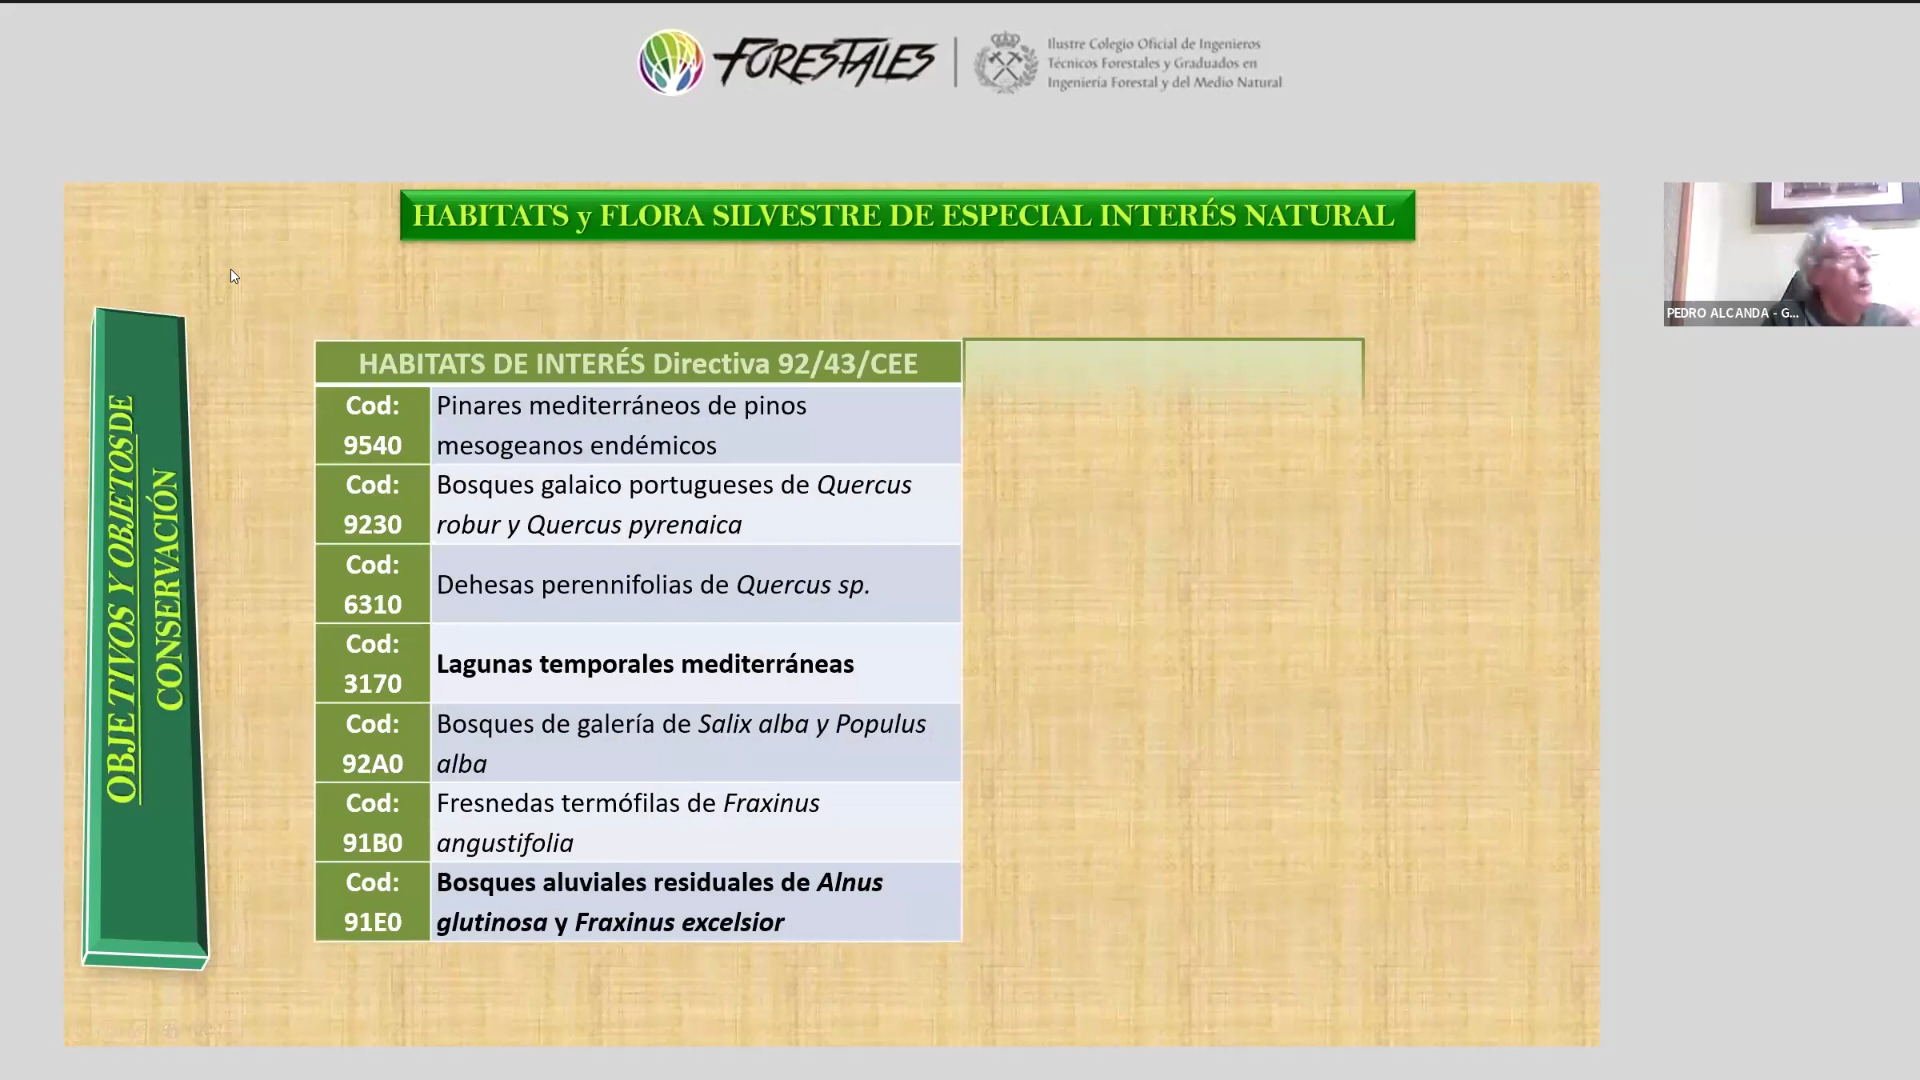 FORESTALES
Ilustre Colegio Oficial de Ingenieros
Técnicos Forestales y Graduados en
Ingeniería Forestal y del Medio Natural
HABITATS y FLORA SILVESTRE DE ESPECIAL INTERÉS NATURAL
PEDRO ALCANDA - G...
OBJETIVOS Y OBJETOS DE
CONSERVACIÓN
HABITATS DE INTERÉS Directiva 92/43/CEE
Cod:
9540
Pinares mediterráneos de pinos
mesogeanos endémicos
Cod:
9230
Bosques galaico portugueses de Quercus
robur y Quercus pyrenaica
Cod:
6310
Dehesas perennifolias de Quercus sp.
Cod:
3170
Lagunas temporales mediterráneas
Cod:
92A0
Bosques de galería de Salix alba y Populus
alba
Cod:
91B0
Fresnedas termófilas de Fraxinus
angustifolia
Cod:
91E0
Bosques aluviales residuales de Alnus
glutinosa y Fraxinus excelsior